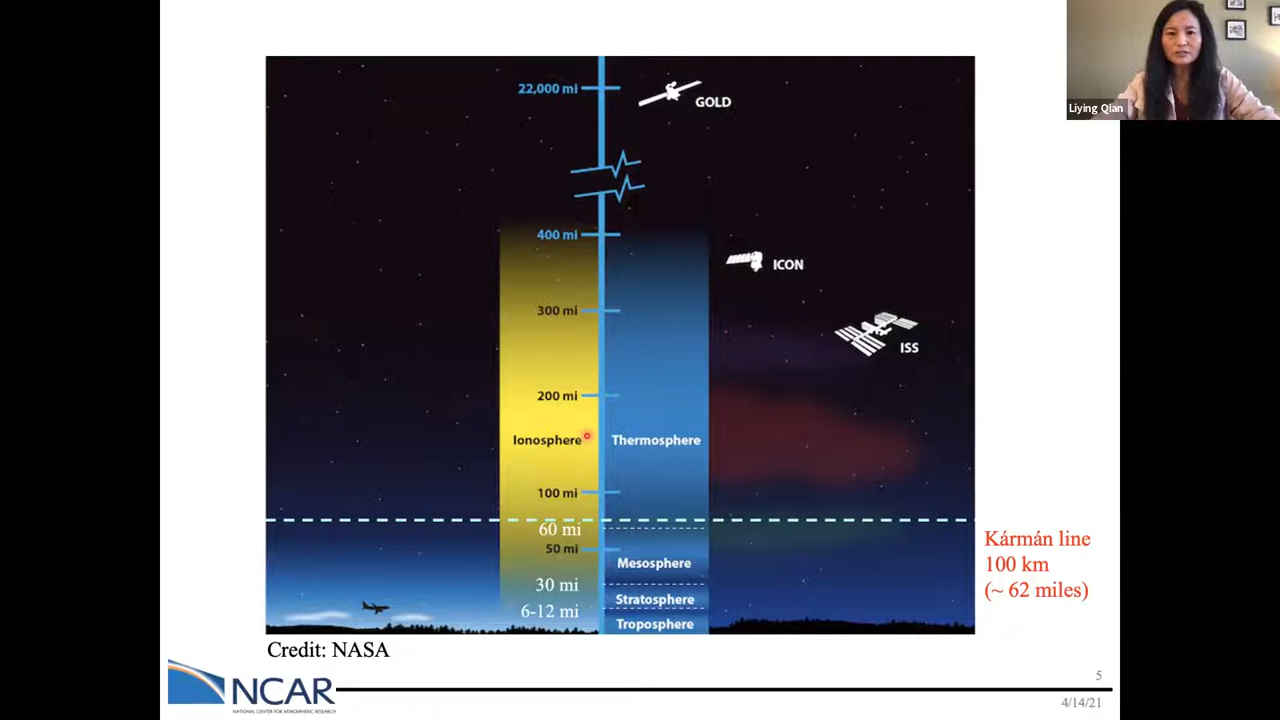 Liying Qian
22,000 mi
GOLD
400 mi
ICON
300 mi
ISS
200 mi
Ionosphere
Thermosphere
100 mi
60 mi
50 mi
Mesosphere
30 mi
Stratosphere
6-12 mi
Troposphere
Kármán line
100 km
(~ 62 miles)
Credit: NASA
NCAR
NATIONAL CENTER FOR ATMOSPHERIC RESEARCH
5
4/14/21